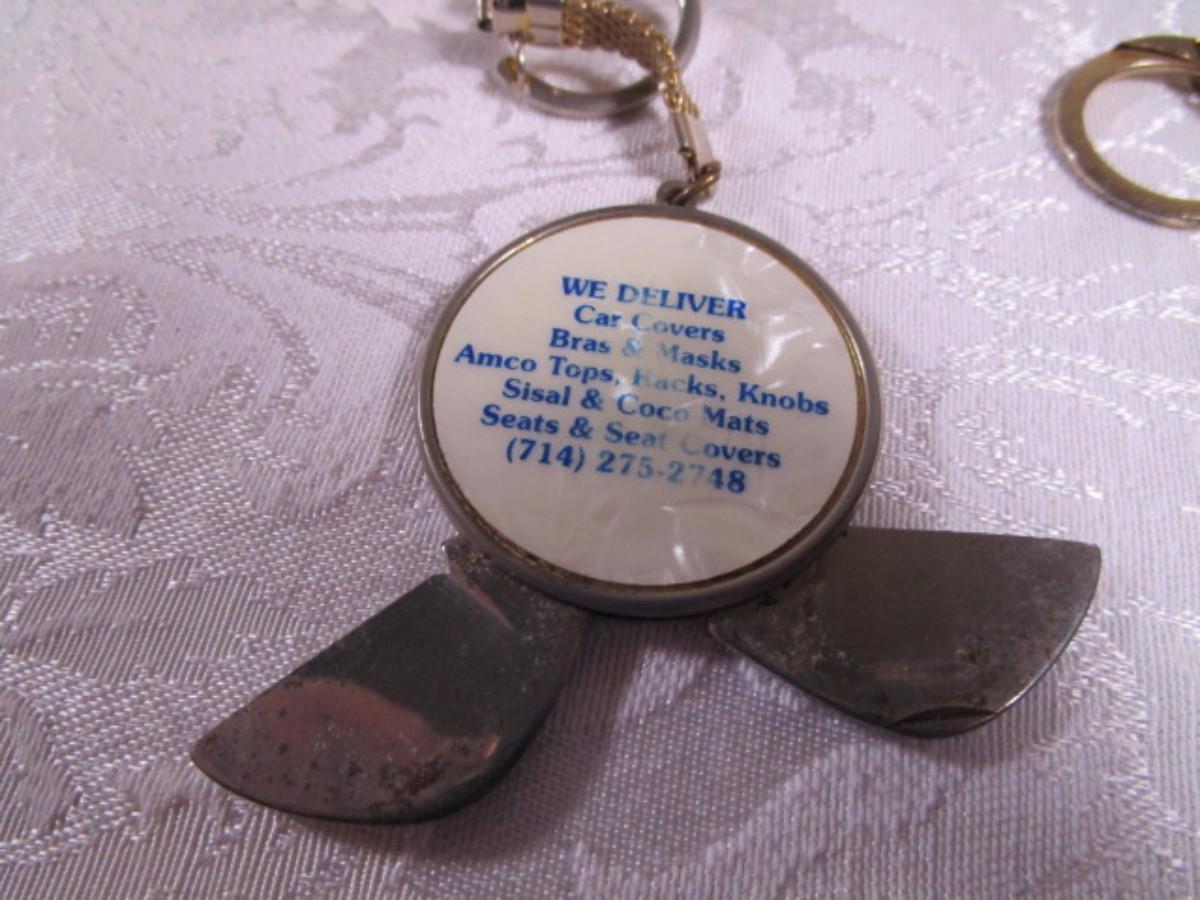 WE DELIVER
Car Covers
Bras & Masks
Amco Tops, Racks, Knobs
Sisal & Coco Mats
Seats & Seat Covers
(714) 275-2748